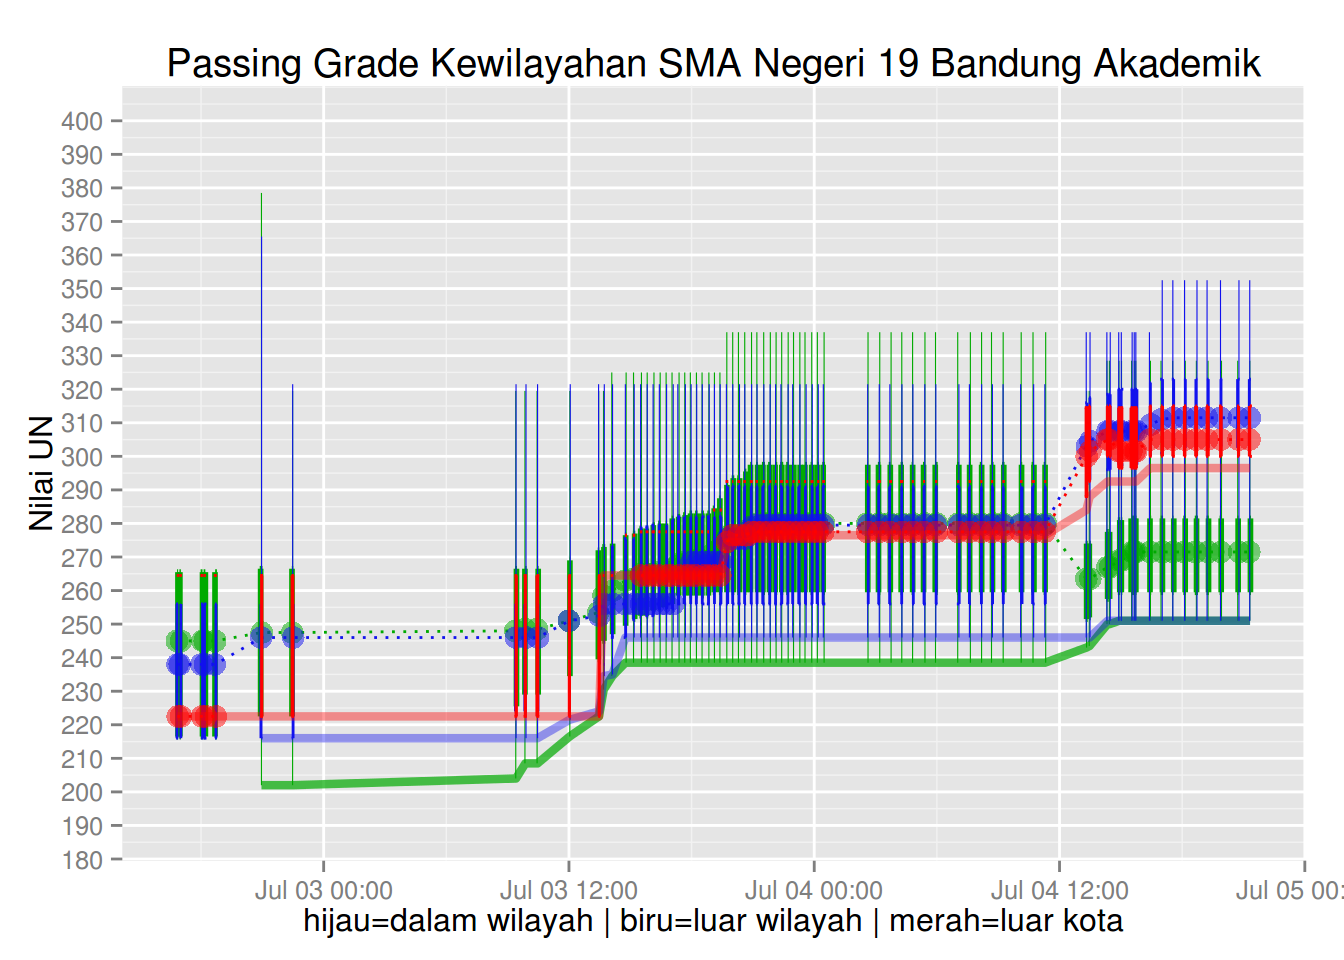 Passing Grade Kewilayahan SMA Negeri 19 Bandung Akademik
Nilai UN
400
390
380
370
360
350
340
330
320
310
300
290
280
270
260
250
240
230
220
210
200
190
180
Jul 03 00:00
Jul 03 12:00
Jul 04 00:00
Jul 04 12:00
Jul 05 00:
hijau=dalam wilayah | biru=luar wilayah | merah=luar kota